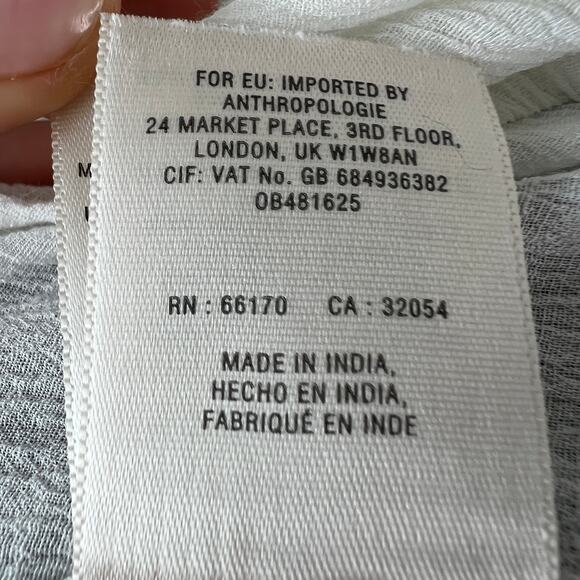 FOR EU: IMPORTED BY
ANTHROPOLOGIE
24 MARKET PLACE, 3RD FLOOR,
LONDON, UK W1W8AN
CIF: VAT No. GB 684936382
OB481625
RN : 66170 CA : 32054
MADE IN INDIA,
HECHO EN INDIA,
FABRIQUÉ EN INDE